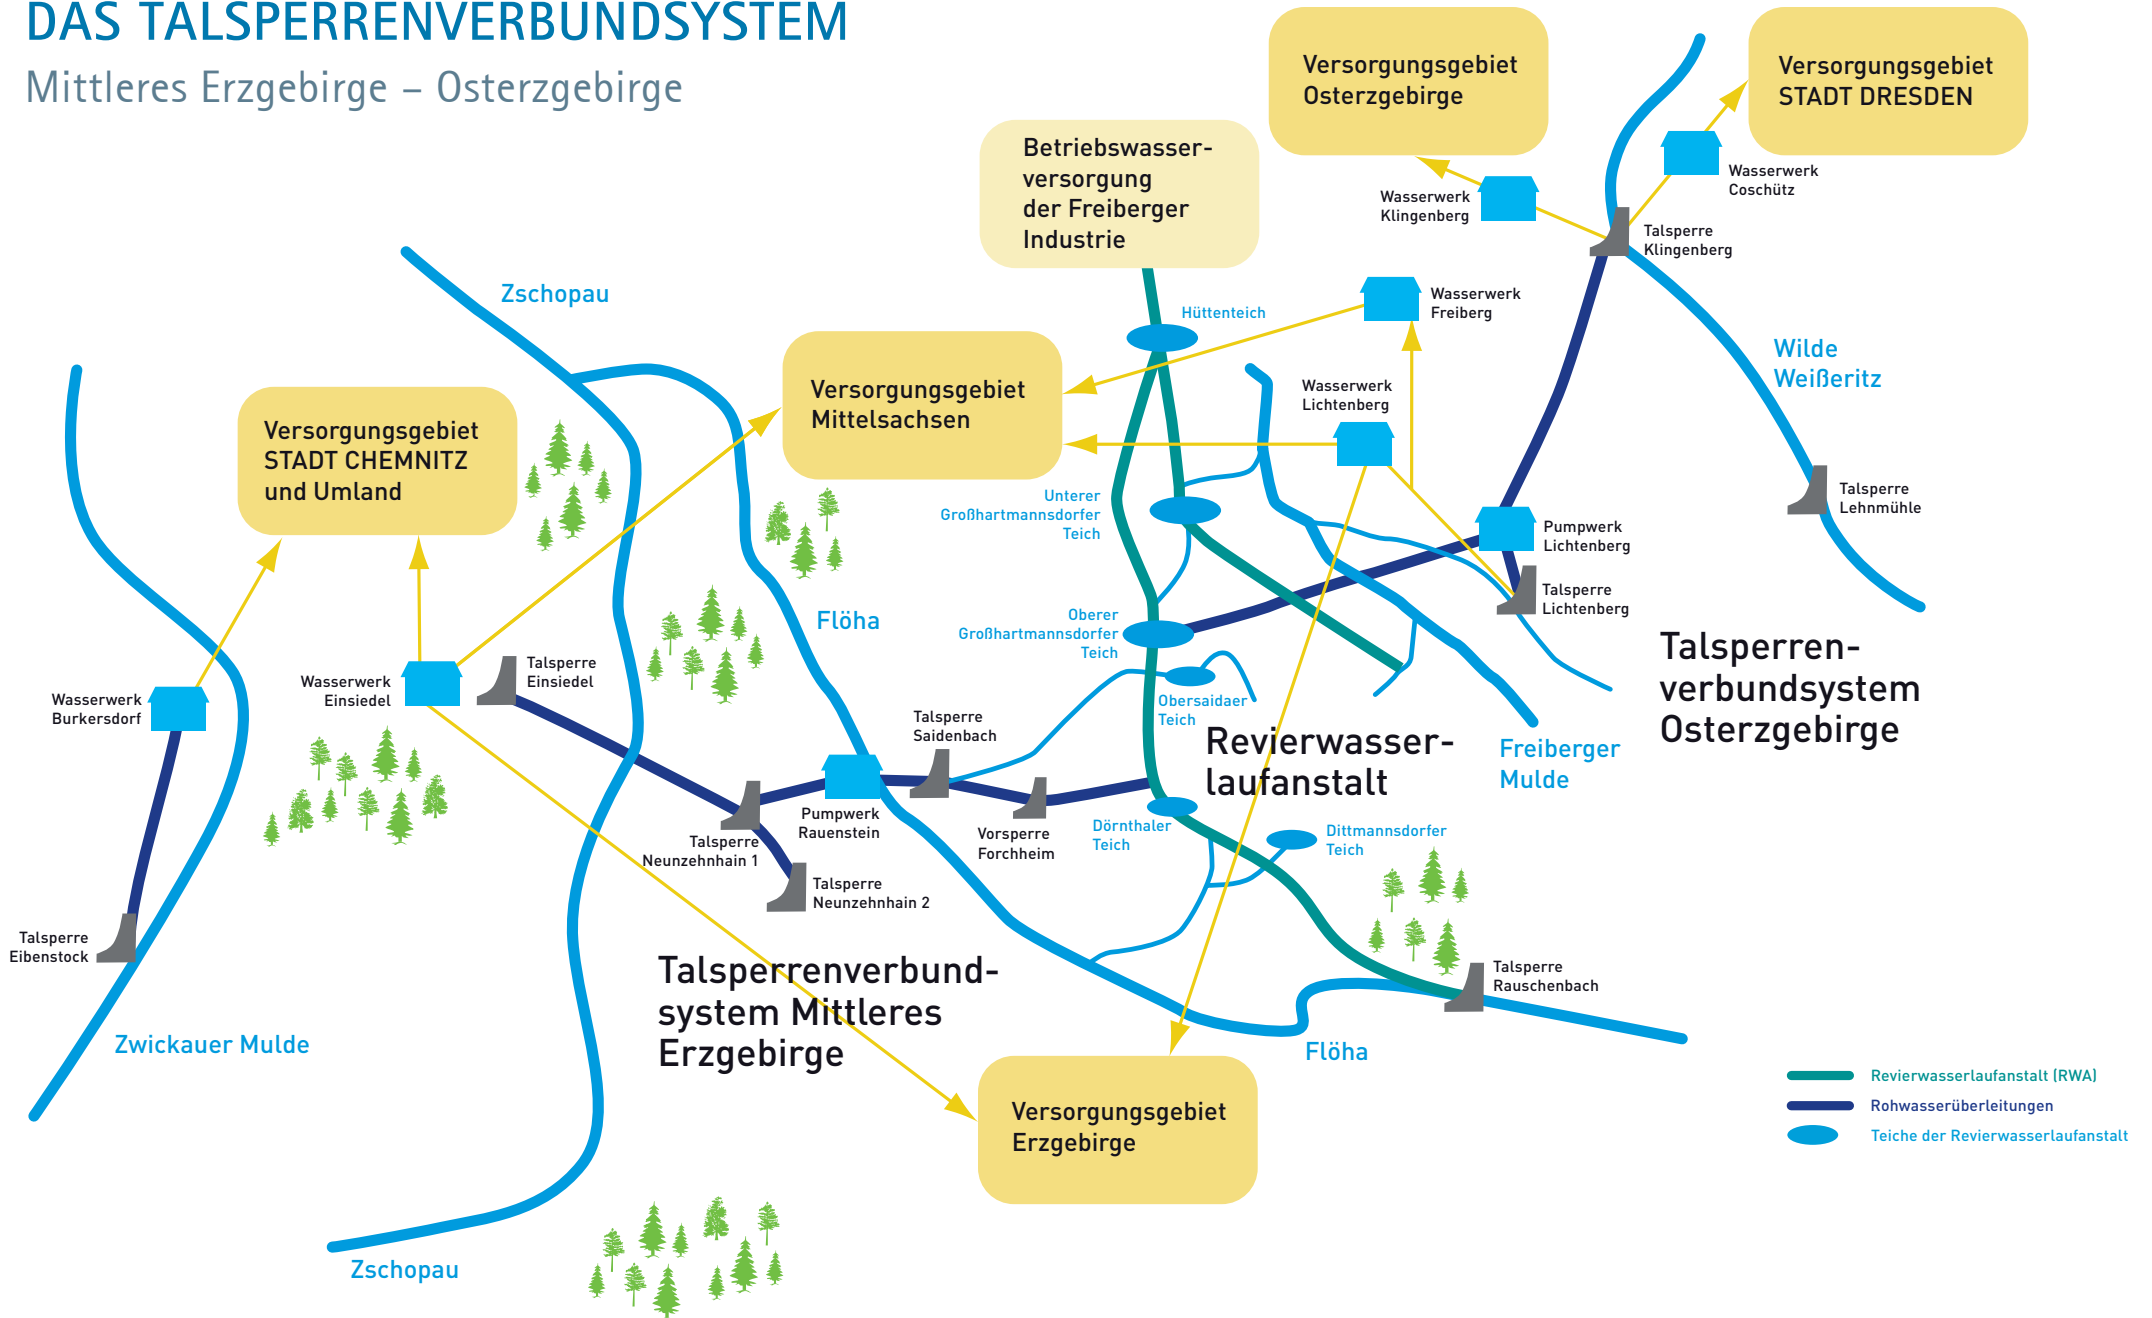 DAS TALSPERRENVERBUNDSYSTEM
Mittleres Erzgebirge – Osterzgebirge
Versorgungsgebiet
Osterzgebirge
Versorgungsgebiet
STADT DRESDEN
Betriebswasser-
versorgung
der Freiberger
Industrie
Wasserwerk
Klingenberg
Wasserwerk
Coschütz
Talsperre
Klingenberg
Zschopau
Hüttenteich
Wasserwerk
Freiberg
Wilde
Weißeritz
Versorgungsgebiet
Mittelsachsen
Wasserwerk
Lichtenberg
Versorgungsgebiet
STADT CHEMNITZ
und Umland
Unterer
Großhartmannsdorfer
Teich
Talsperre
Lehnmühle
Pumpwerk
Lichtenberg
Talsperre
Lichtenberg
Flöha
Oberer
Großhartmannsdorfer
Teich
Talsperren-
verbundsystem
Osterzgebirge
Wasserwerk
Burkersdorf
Wasserwerk
Einsiedel
Talsperre
Einsiedel
Obersaidaer
Teich
Talsperre
Saidenbach
Revierwasser-
laufanstalt
Freiberger
Mulde
Pumpwerk
Rauenstein
Talsperre
Neunzehnhain 1
Vorsperre
Forchheim
Dörnthaler
Teich
Dittmannsdorfer
Teich
Talsperre
Neunzehnhain 2
Talsperre
Eibenstock
Talsperrenverbund-
system Mittleres
Erzgebirge
Talsperre
Rauschenbach
Zwickauer Mulde
Flöha
Versorgungsgebiet
Erzgebirge
Revierwasserlaufanstalt (RWA)
Rohwasserüberleitungen
Teiche der Revierwasserlaufanstalt
Zschopau